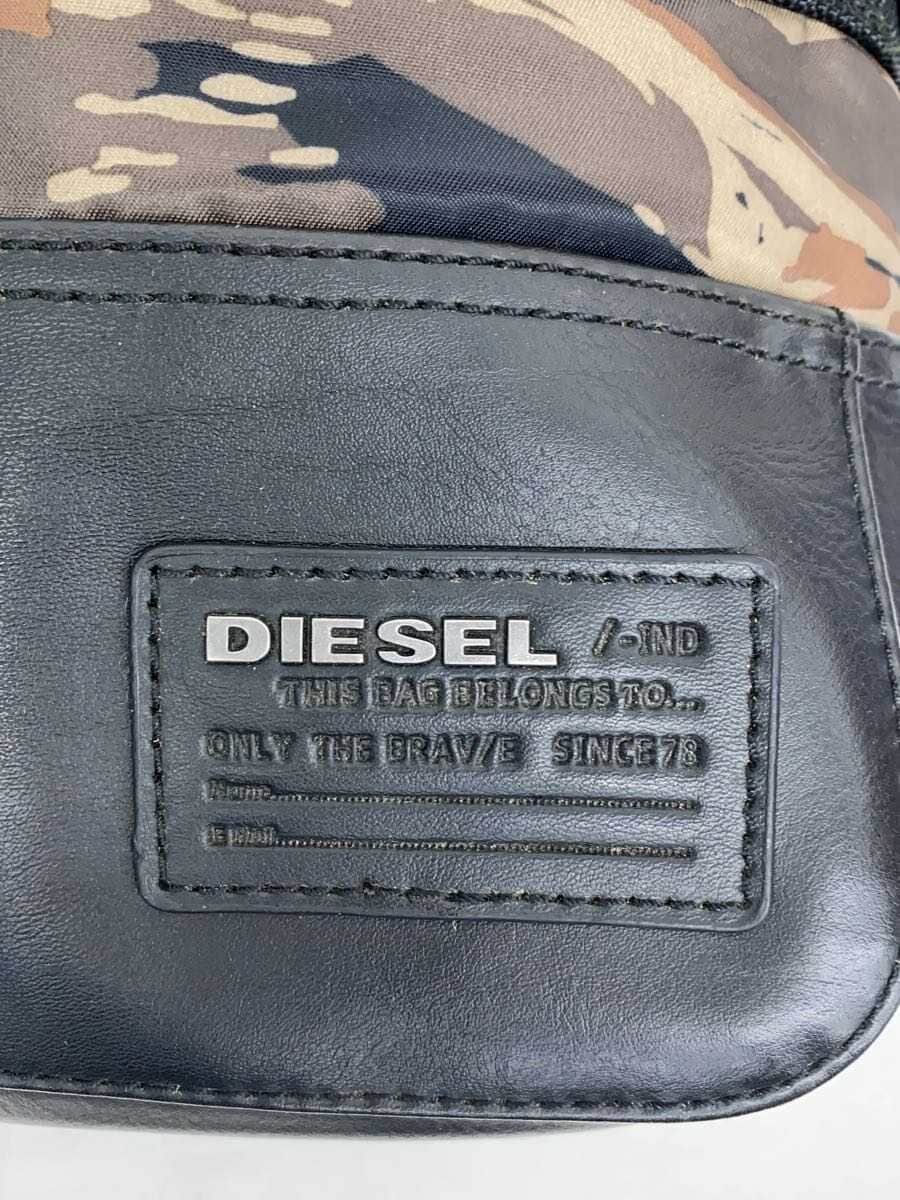 DIESEL /-IND
THIS BAG BELONGS TO...
ONLY THE BRAV/E SINCE 78
Name
E-mail